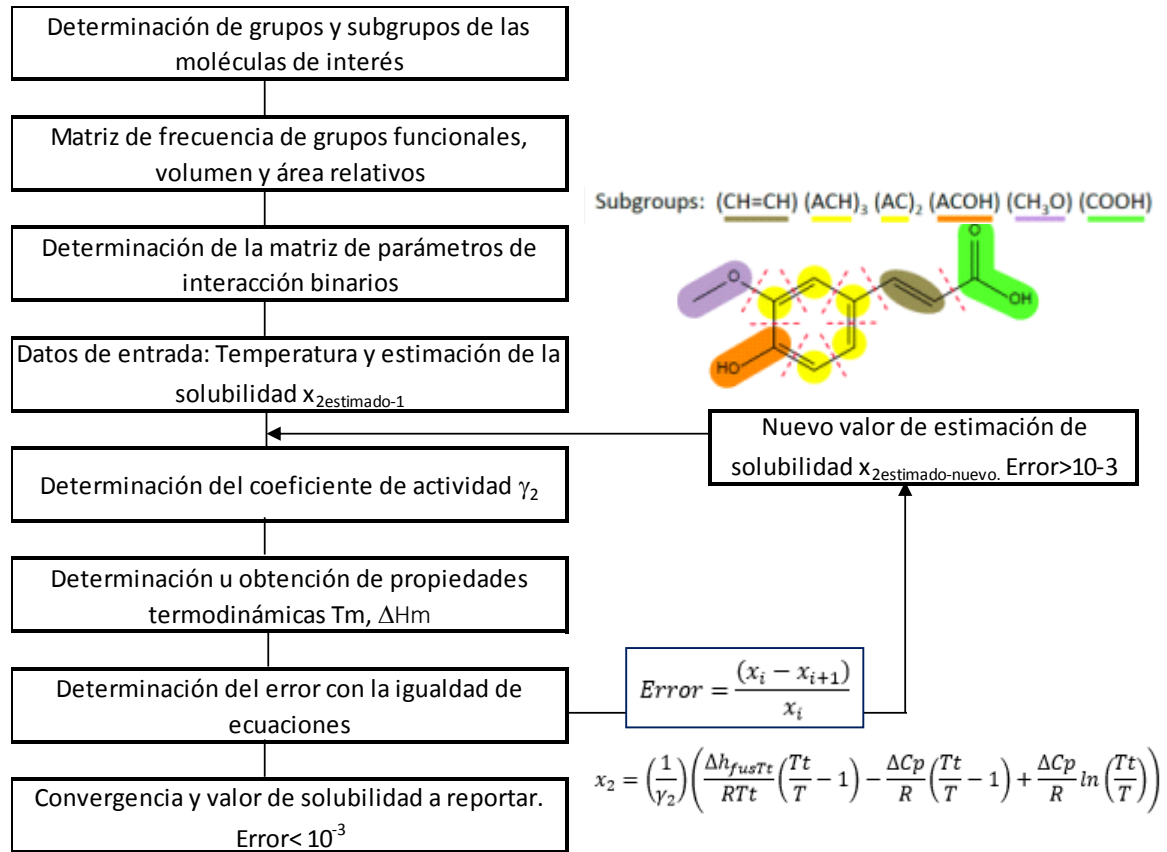 Determinación de grupos y subgrupos de las
moléculas de interés
Matriz de frecuencia de grupos funcionales,
volumen y área relativos
Determinación de la matriz de parámetros de
interacción binarios
Datos de entrada: Temperatura y estimación de la
solubilidad x₂estimado-1
Determinación del coeficiente de actividad γ₂
Determinación u obtención de propiedades
termodinámicas Tm, ΔHm
Determinación del error con la igualdad de
ecuaciones
Convergencia y valor de solubilidad a reportar.
Error< 10⁻³
Subgroups: (CH=CH) (ACH)₃ (AC)₂ (ACOH) (CH₃O) (COOH)
O
O
OH
HO
Nuevo valor de estimación de
solubilidad x₂estimado-nuevo. Error>10-3
Error = (xᵢ − xᵢ₊₁) / xᵢ
x₂ = (1/γ₂)(Δh_fusTt/RTt (Tt/T − 1) − ΔCp/R (Tt/T − 1) + ΔCp/R ln(Tt/T))